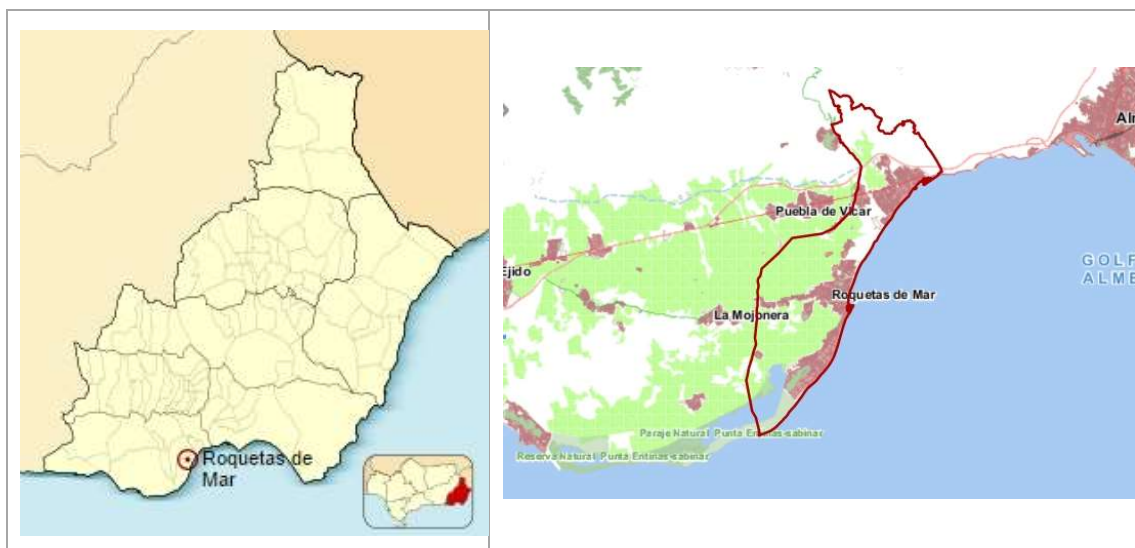 Roquetas de
Mar
Alm
Puebla de Vícar
GOLF
ALME
Ejido
Roquetas de Mar
La Mojonera
Paraje Natural Punta Entinas-sabinar
Reserva Natural Punta Entinas-sabinar